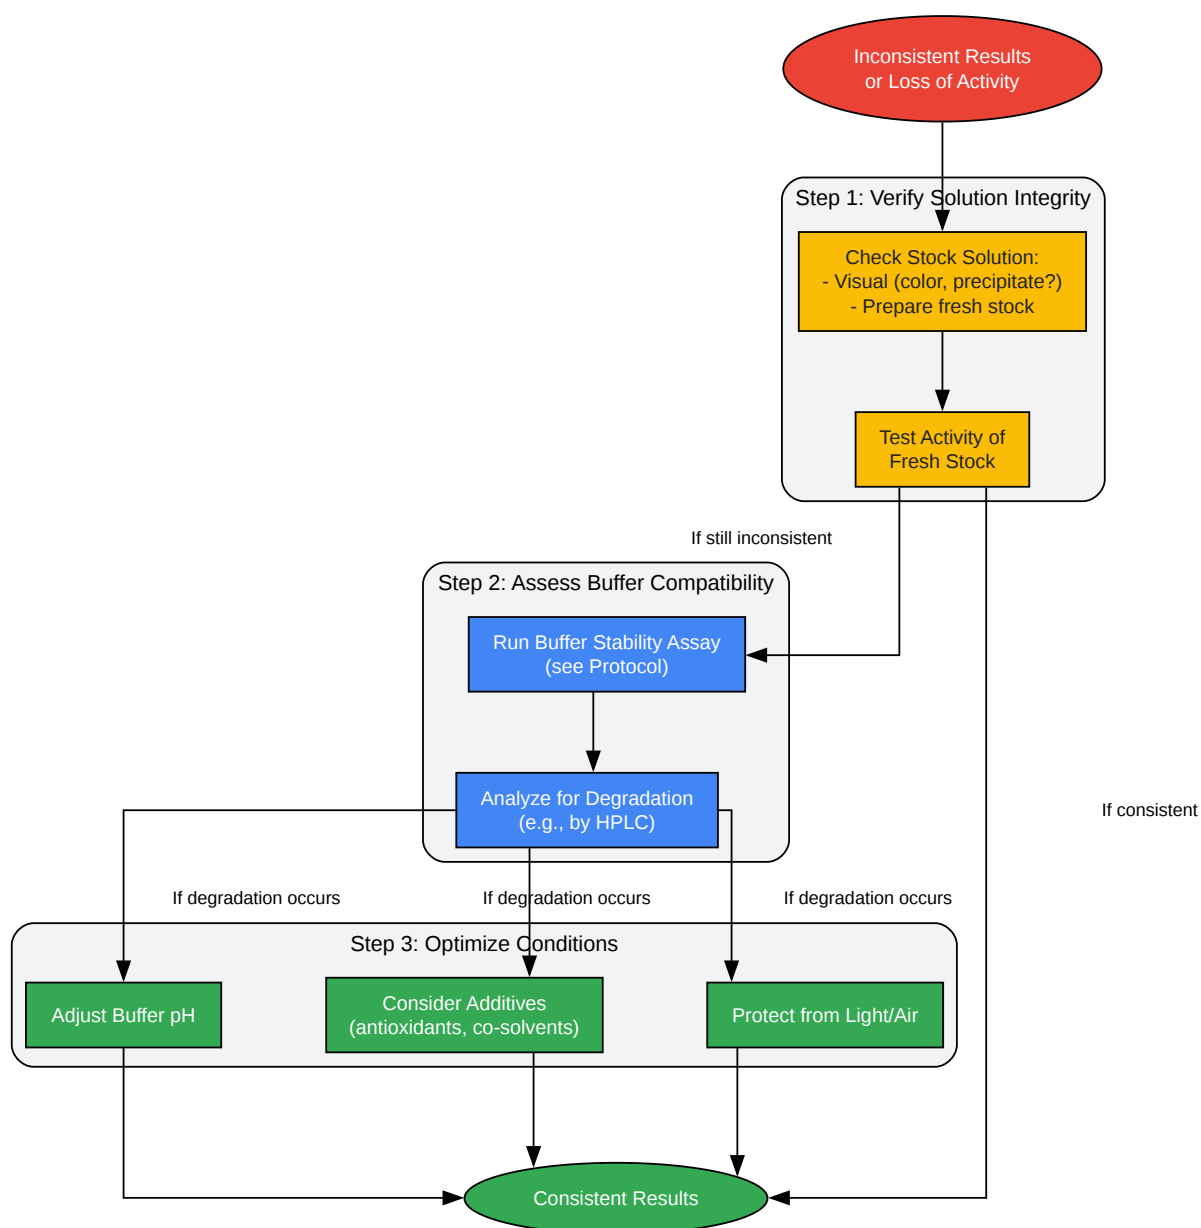 Inconsistent Results
or Loss of Activity
Step 1: Verify Solution Integrity
Check Stock Solution:
- Visual (color, precipitate?)
- Prepare fresh stock
Test Activity of
Fresh Stock
If still inconsistent
Step 2: Assess Buffer Compatibility
Run Buffer Stability Assay
(see Protocol)
Analyze for Degradation
(e.g., by HPLC)
If consistent
If degradation occurs
If degradation occurs
If degradation occurs
Step 3: Optimize Conditions
Adjust Buffer pH
Consider Additives
(antioxidants, co-solvents)
Protect from Light/Air
Consistent Results